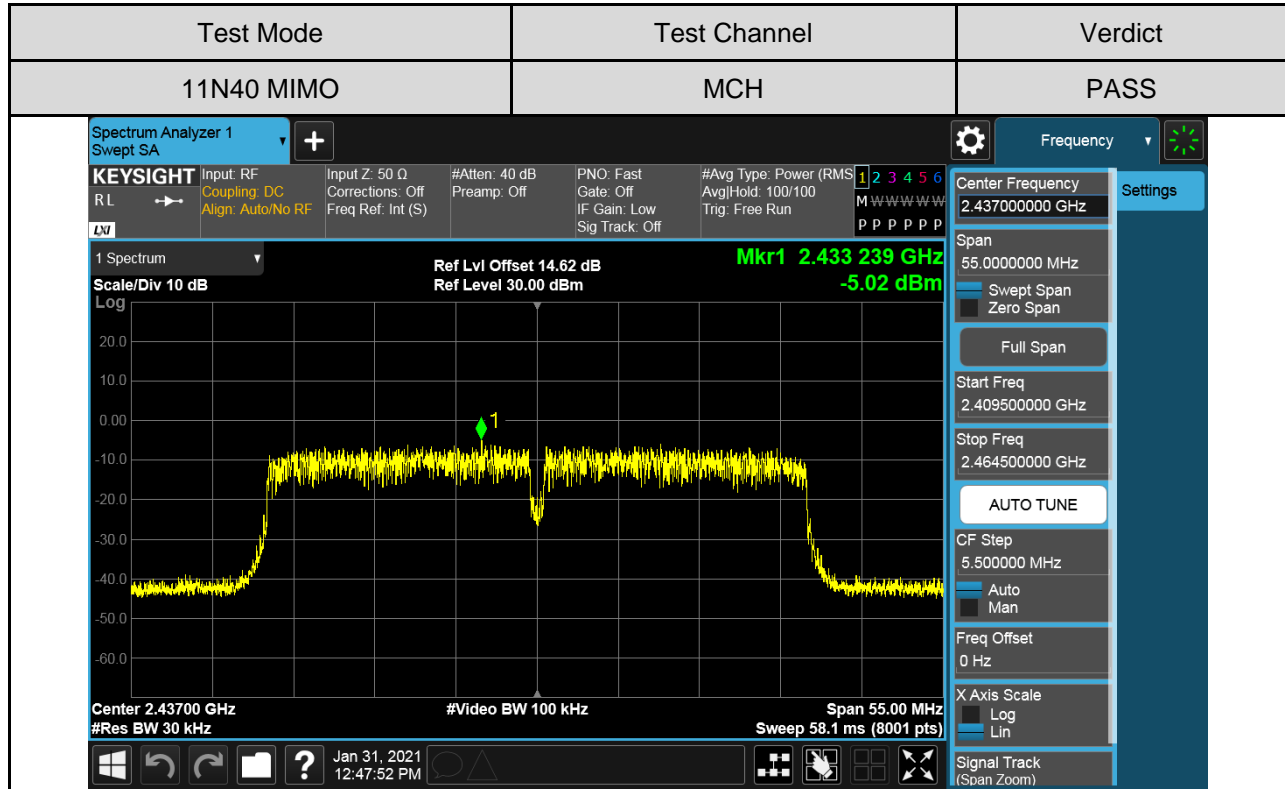 Test Mode Test Channel Verdict
11N40 MIMO MCH PASS
Spectrum Analyzer 1
Swept SA
+
Frequency
KEYSIGHT
R L
LXI
Input: RF
Coupling: DC
Align: Auto/No RF
Input Z: 50 Ω
Corrections: Off
Freq Ref: Int (S)
#Atten: 40 dB
Preamp: Off
PNO: Fast
Gate: Off
IF Gain: Low
Sig Track: Off
#Avg Type: Power (RMS
Avg|Hold: 100/100
Trig: Free Run
1 2 3 4 5 6
M W W W W W
P P P P P P
1 Spectrum
Scale/Div 10 dB
Ref Lvl Offset 14.62 dB
Ref Level 30.00 dBm
Mkr1 2.433 239 GHz
-5.02 dBm
Log
20.0
10.0
0.00
-10.0
-20.0
-30.0
-40.0
-50.0
-60.0
1
Center 2.43700 GHz
#Res BW 30 kHz
#Video BW 100 kHz
Span 55.00 MHz
Sweep 58.1 ms (8001 pts)
Center Frequency
2.437000000 GHz
Settings
Span
55.0000000 MHz
Swept Span
Zero Span
Full Span
Start Freq
2.409500000 GHz
Stop Freq
2.464500000 GHz
AUTO TUNE
CF Step
5.500000 MHz
Auto
Man
Freq Offset
0 Hz
X Axis Scale
Log
Lin
Signal Track
(Span Zoom)
?
Jan 31, 2021
12:47:52 PM